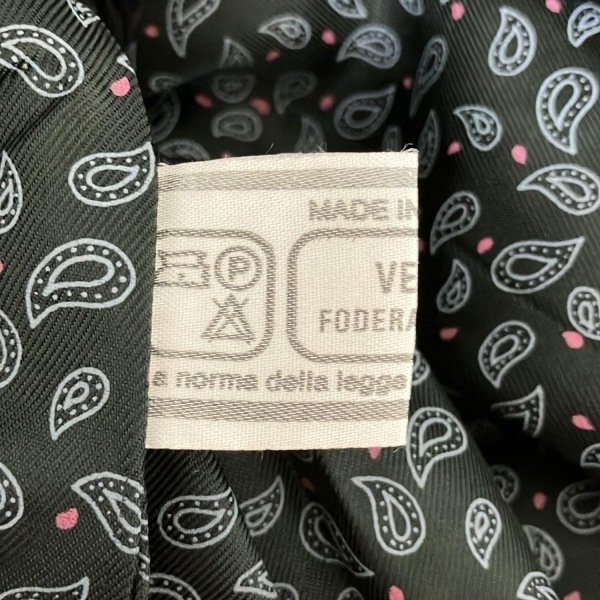 MADE IN
P
VE
FODERA
a norma della legge